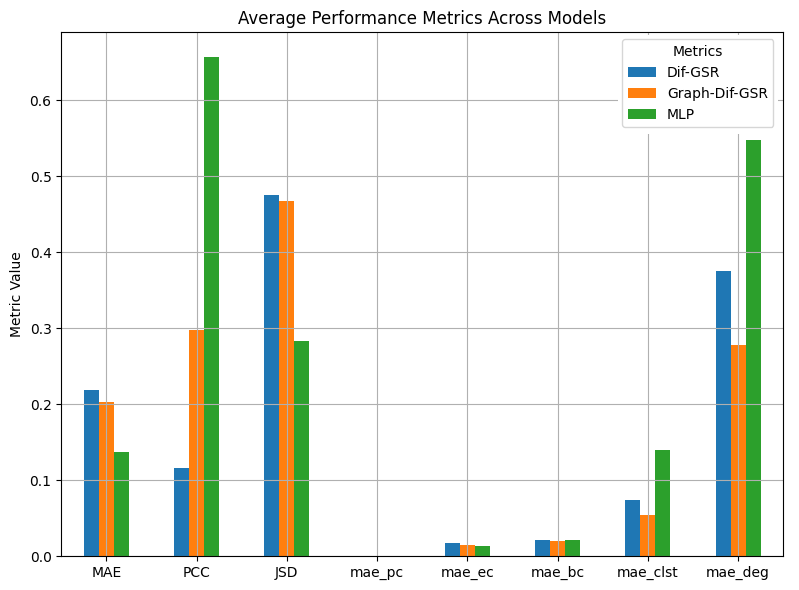 Average Performance Metrics Across Models
Metrics
Dif-GSR
Graph-Dif-GSR
MLP
Metric Value
0.6
0.5
0.4
0.3
0.2
0.1
0.0
MAE PCC JSD mae_pc mae_ec mae_bc mae_clst mae_deg